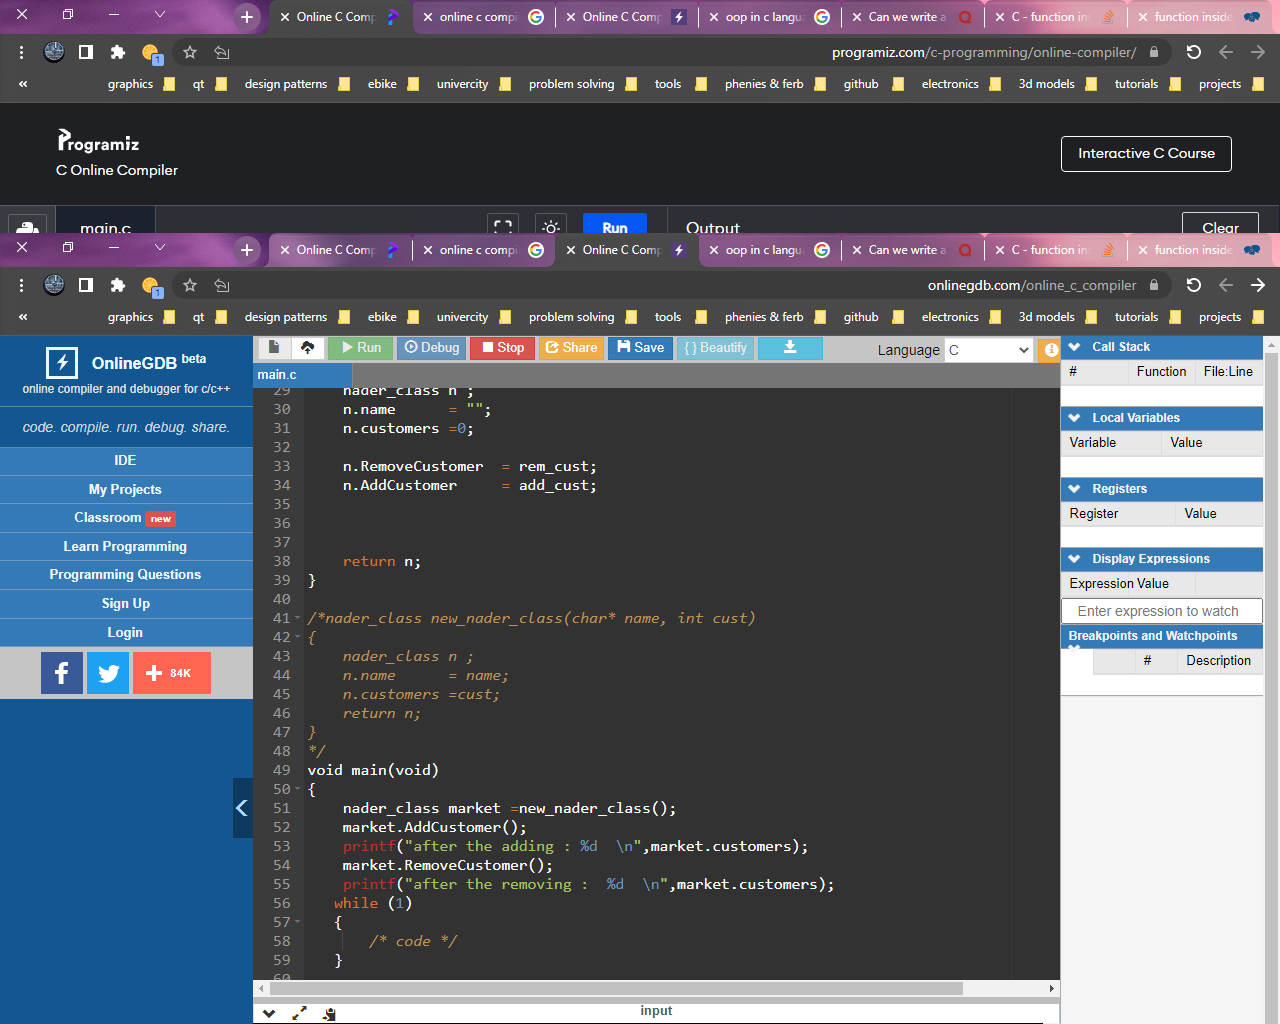 Online C Comp
online c compi
Online C Comp
oop in c langu
Can we write a
C - function in
function inside
programiz.com/c-programming/online-compiler/
graphics qt design patterns ebike univercity problem solving tools phenies & ferb github electronics 3d models tutorials projects
Programiz
C Online Compiler
Interactive C Course
main.c
Run
Output
Clear
Online C Comp
online c compi
Online C Comp
oop in c langu
Can we write a
C - function in
function inside
onlinegdb.com/online_c_compiler
graphics qt design patterns ebike univercity problem solving tools phenies & ferb github electronics 3d models tutorials projects
OnlineGDB beta
online compiler and debugger for c/c++
code. compile. run. debug. share.
IDE
My Projects
Classroom new
Learn Programming
Programming Questions
Sign Up
Login
f
+ 84K
Run Debug Stop Share Save { } Beautify
Language C
main.c
29 nader_class n ;
30 n.name = "";
31 n.customers =0;
32
33 n.RemoveCustomer = rem_cust;
34 n.AddCustomer = add_cust;
35
36
37
38 return n;
39 }
40
41 /*nader_class new_nader_class(char* name, int cust)
42 {
43 nader_class n ;
44 n.name = name;
45 n.customers =cust;
46 return n;
47 }
48 */
49 void main(void)
50 {
51 nader_class market =new_nader_class();
52 market.AddCustomer();
53 printf("after the adding : %d \n",market.customers);
54 market.RemoveCustomer();
55 printf("after the removing : %d \n",market.customers);
56 while (1)
57 {
58 /* code */
59 }
60
input
Call Stack
# Function File:Line
Local Variables
Variable Value
Registers
Register Value
Display Expressions
Expression Value
Enter expression to watch
Breakpoints and Watchpoints
# Description